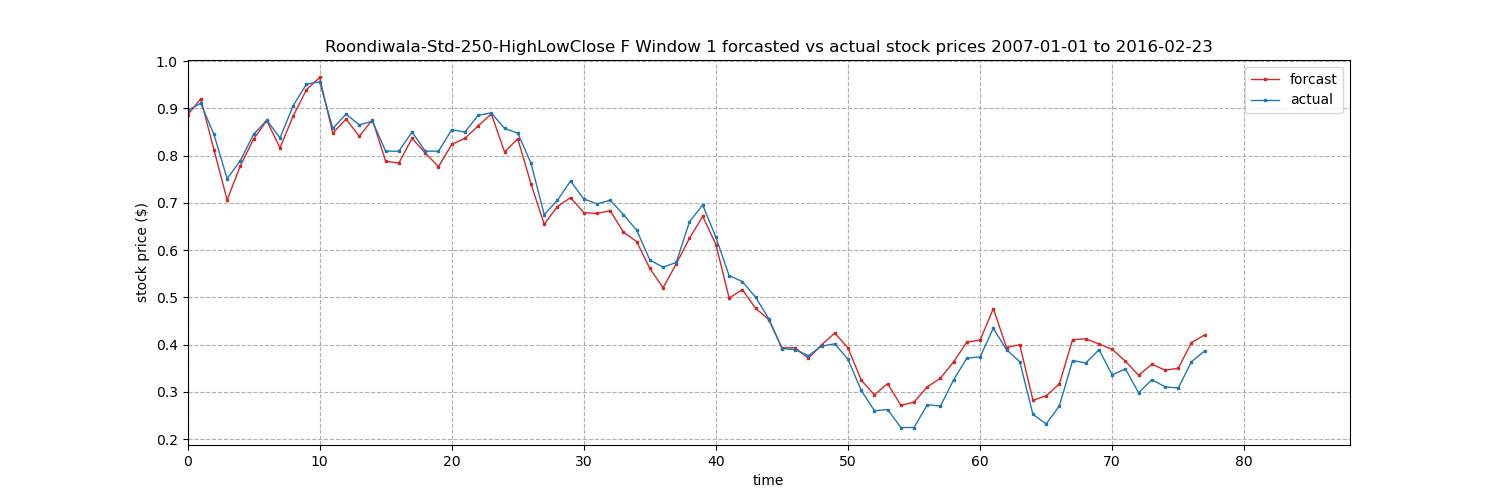 Roondiwala-Std-250-HighLowClose F Window 1 forcasted vs actual stock prices 2007-01-01 to 2016-02-23
forcast
actual
stock price ($)
1.0
0.9
0.8
0.7
0.6
0.5
0.4
0.3
0.2
0 10 20 30 40 50 60 70 80
time